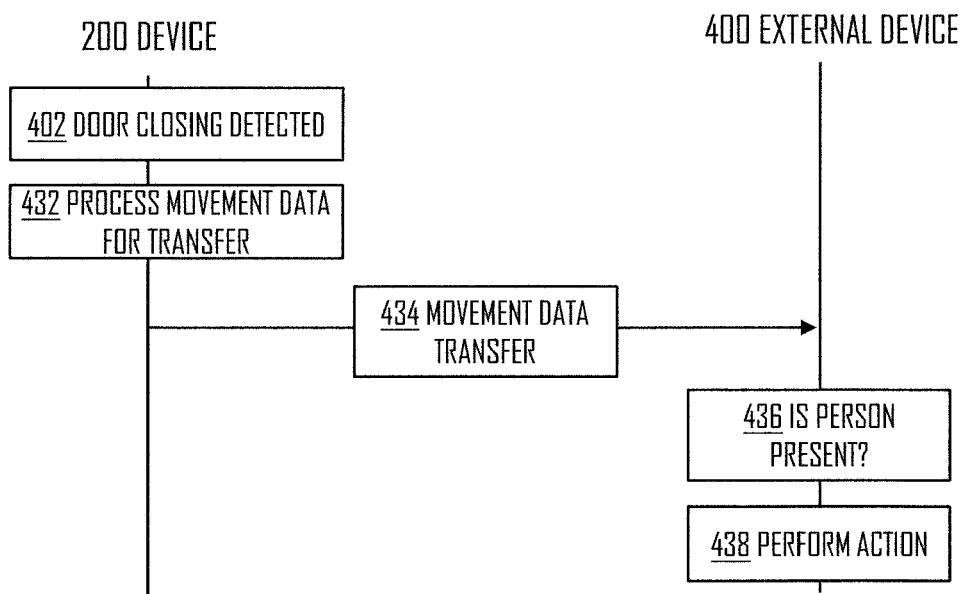 200 DEVICE
400 EXTERNAL DEVICE
402 DOOR CLOSING DETECTED
432 PROCESS MOVEMENT DATA
FOR TRANSFER
434 MOVEMENT DATA
TRANSFER
436 IS PERSON
PRESENT?
438 PERFORM ACTION